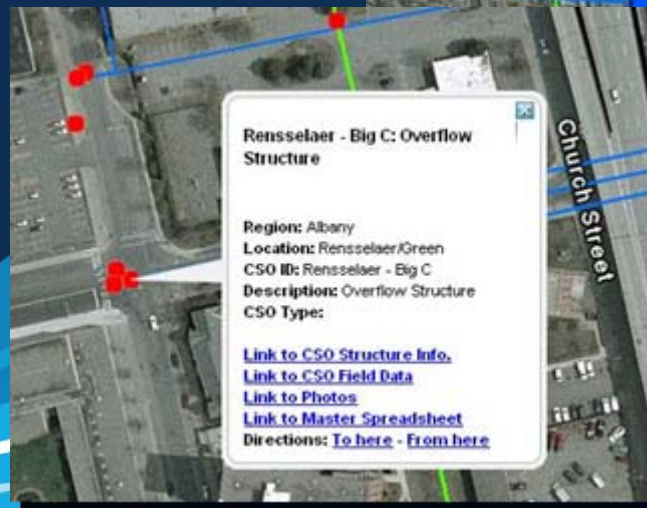 Rensselaer - Big C: Overflow
Structure
Region: Albany
Location: Rensselaer/Green
CSO ID: Rensselaer - Big C
Description: Overflow Structure
CSO Type:
Link to CSO Structure Info.
Link to CSO Field Data
Link to Photos
Link to Master Spreadsheet
Directions: To here - From here
Church Street